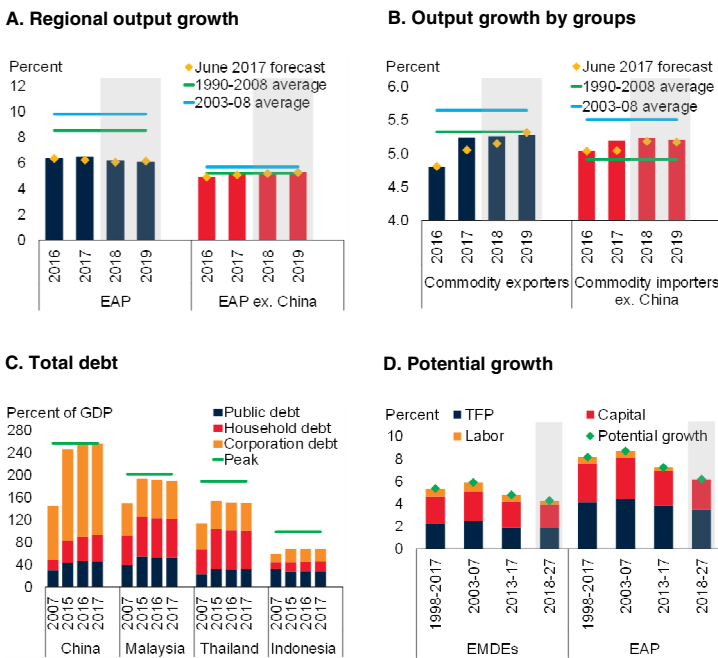 A. Regional output growth
Percent
June 2017 forecast
1990-2008 average
2003-08 average
12
10
8
6
4
2
0
2016
2017
2018
2019
2016
2017
2018
2019
EAP
EAP ex. China
B. Output growth by groups
Percent
June 2017 forecast
1990-2008 average
2003-08 average
6.0
5.5
5.0
4.5
4.0
2016
2017
2018
2019
2016
2017
2018
2019
Commodity exporters
Commodity importers
ex. China
C. Total debt
Percent of GDP
Public debt
Household debt
Corporation debt
Peak
280
240
200
160
120
80
40
0
2007
2015
2016
2017
2007
2015
2016
2017
2007
2015
2016
2017
2007
2015
2016
2017
China
Malaysia
Thailand
Indonesia
D. Potential growth
Percent
TFP
Capital
Labor
Potential growth
10
8
6
4
2
0
1998-2017
2003-07
2013-17
2018-27
1998-2017
2003-07
2013-17
2018-27
EMDEs
EAP